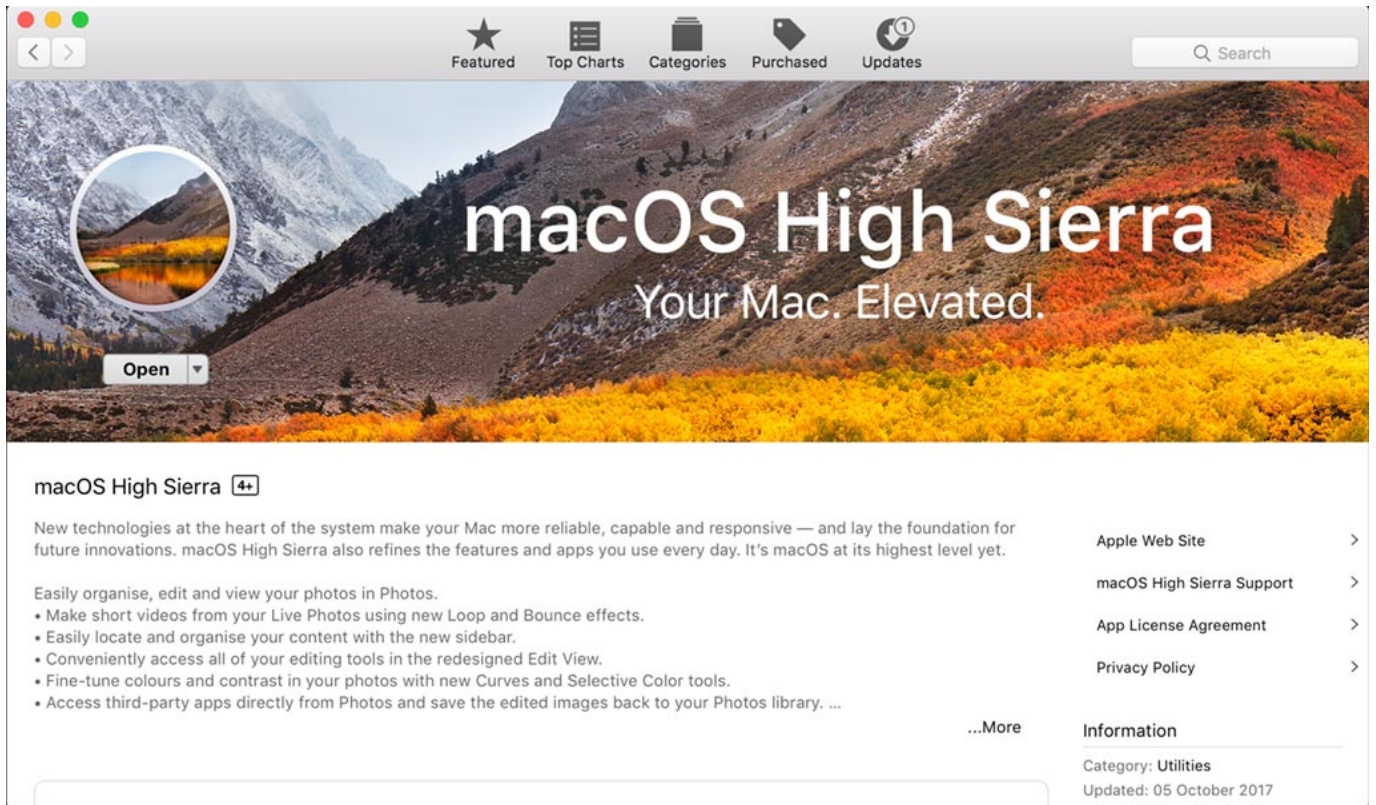 Featured
Top Charts
Categories
Purchased
1
Updates
Search
macOS High Sierra
Your Mac. Elevated.
Open
macOS High Sierra 4+
New technologies at the heart of the system make your Mac more reliable, capable and responsive — and lay the foundation for
future innovations. macOS High Sierra also refines the features and apps you use every day. It's macOS at its highest level yet.
Easily organise, edit and view your photos in Photos.
• Make short videos from your Live Photos using new Loop and Bounce effects.
• Easily locate and organise your content with the new sidebar.
• Conveniently access all of your editing tools in the redesigned Edit View.
• Fine-tune colours and contrast in your photos with new Curves and Selective Color tools.
• Access third-party apps directly from Photos and save the edited images back to your Photos library. ...
...More
Apple Web Site
macOS High Sierra Support
App License Agreement
Privacy Policy
Information
Category: Utilities
Updated: 05 October 2017